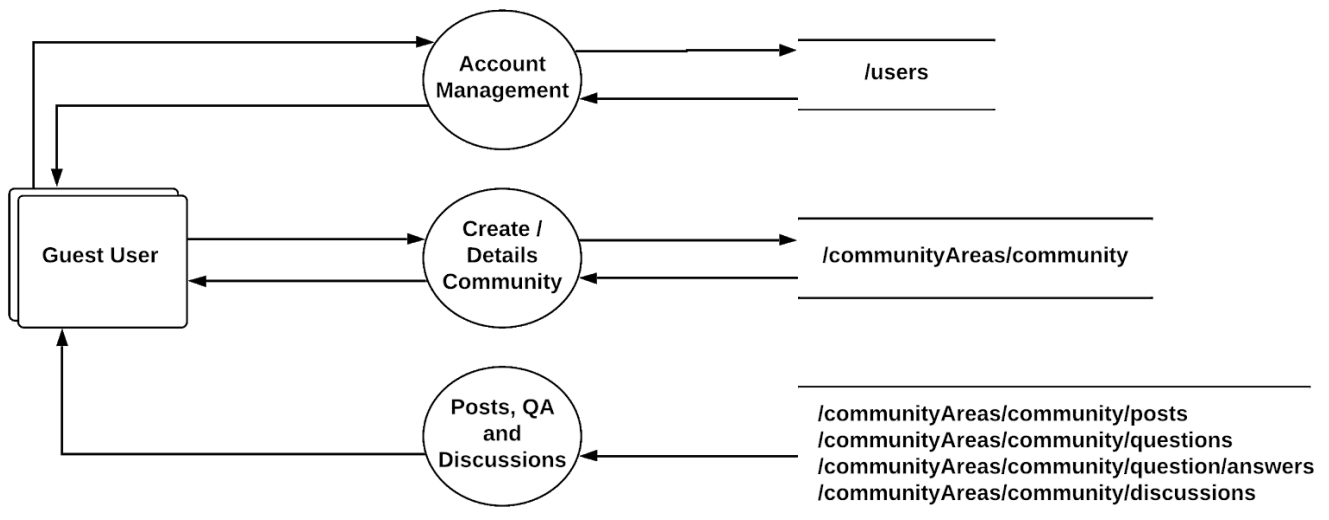 Account
Management
/users
Guest User
Create /
Details
Community
/communityAreas/community
Posts, QA
and
Discussions
/communityAreas/community/posts
/communityAreas/community/questions
/communityAreas/community/question/answers
/communityAreas/community/discussions